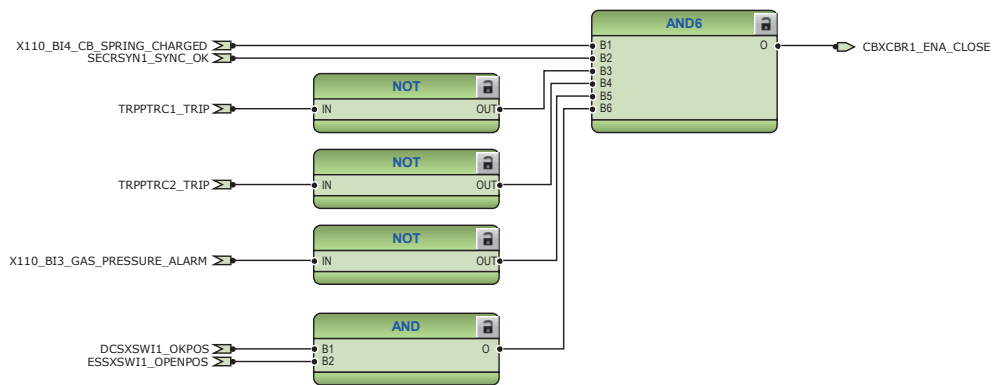 AND6
X110_BI4_CB_SPRING_CHARGED
B1
O
CBXCBR1_ENA_CLOSE
SECRSYN1_SYNC_OK
B2
B3
B4
B5
B6
NOT
TRPPTRC1_TRIP
IN
OUT
NOT
TRPPTRC2_TRIP
IN
OUT
NOT
X110_BI3_GAS_PRESSURE_ALARM
IN
OUT
AND
DCSXSWI1_OKPOS
B1
O
ESSXSWI1_OPENPOS
B2